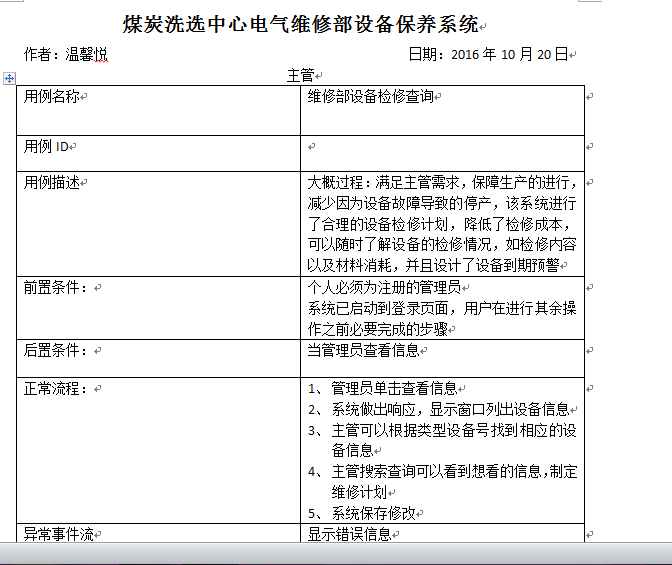 煤炭洗选中心电气维修部设备保养系统
作者：温馨悦 日期：2016年10月20日
主管
用例名称 维修部设备检修查询
用例 ID
用例描述 大概过程：满足主管需求，保障生产的进行，
减少因为设备故障导致的停产，该系统进行
了合理的设备检修计划，降低了检修成本，
可以随时了解设备的检修情况，如检修内容
以及材料消耗，并且设计了设备到期预警
前置条件： 个人必须为注册的管理员
系统已启动到登录页面，用户在进行其余操
作之前必要完成的步骤
后置条件： 当管理员查看信息
正常流程： 1、管理员单击查看信息
2、系统做出响应，显示窗口列出设备信息
3、主管可以根据类型设备号找到相应的设
备信息
4、主管搜索查询可以看到想看的信息，制定
维修计划
5、系统保存修改
异常事件流 显示错误信息